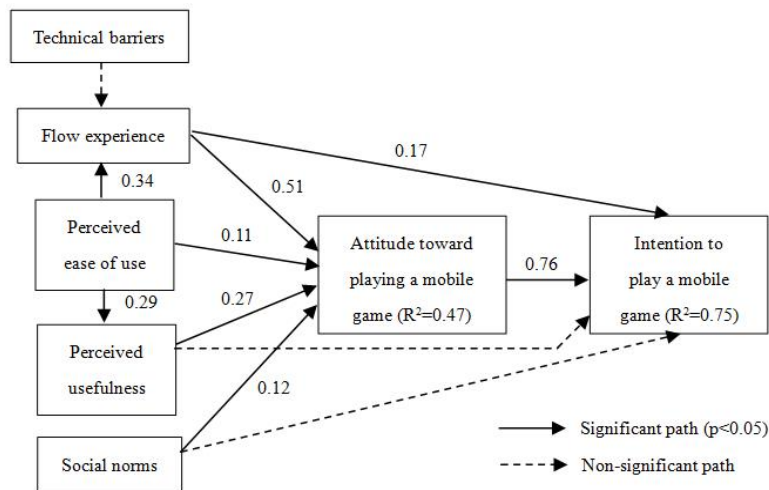 Technical barriers
Flow experience
0.17
0.34
0.51
Perceived
ease of use
0.11
Attitude toward
playing a mobile
game (R²=0.47)
0.76
Intention to
play a mobile
game (R²=0.75)
0.29
0.27
Perceived
usefulness
0.12
Social norms
Significant path (p<0.05)
Non-significant path